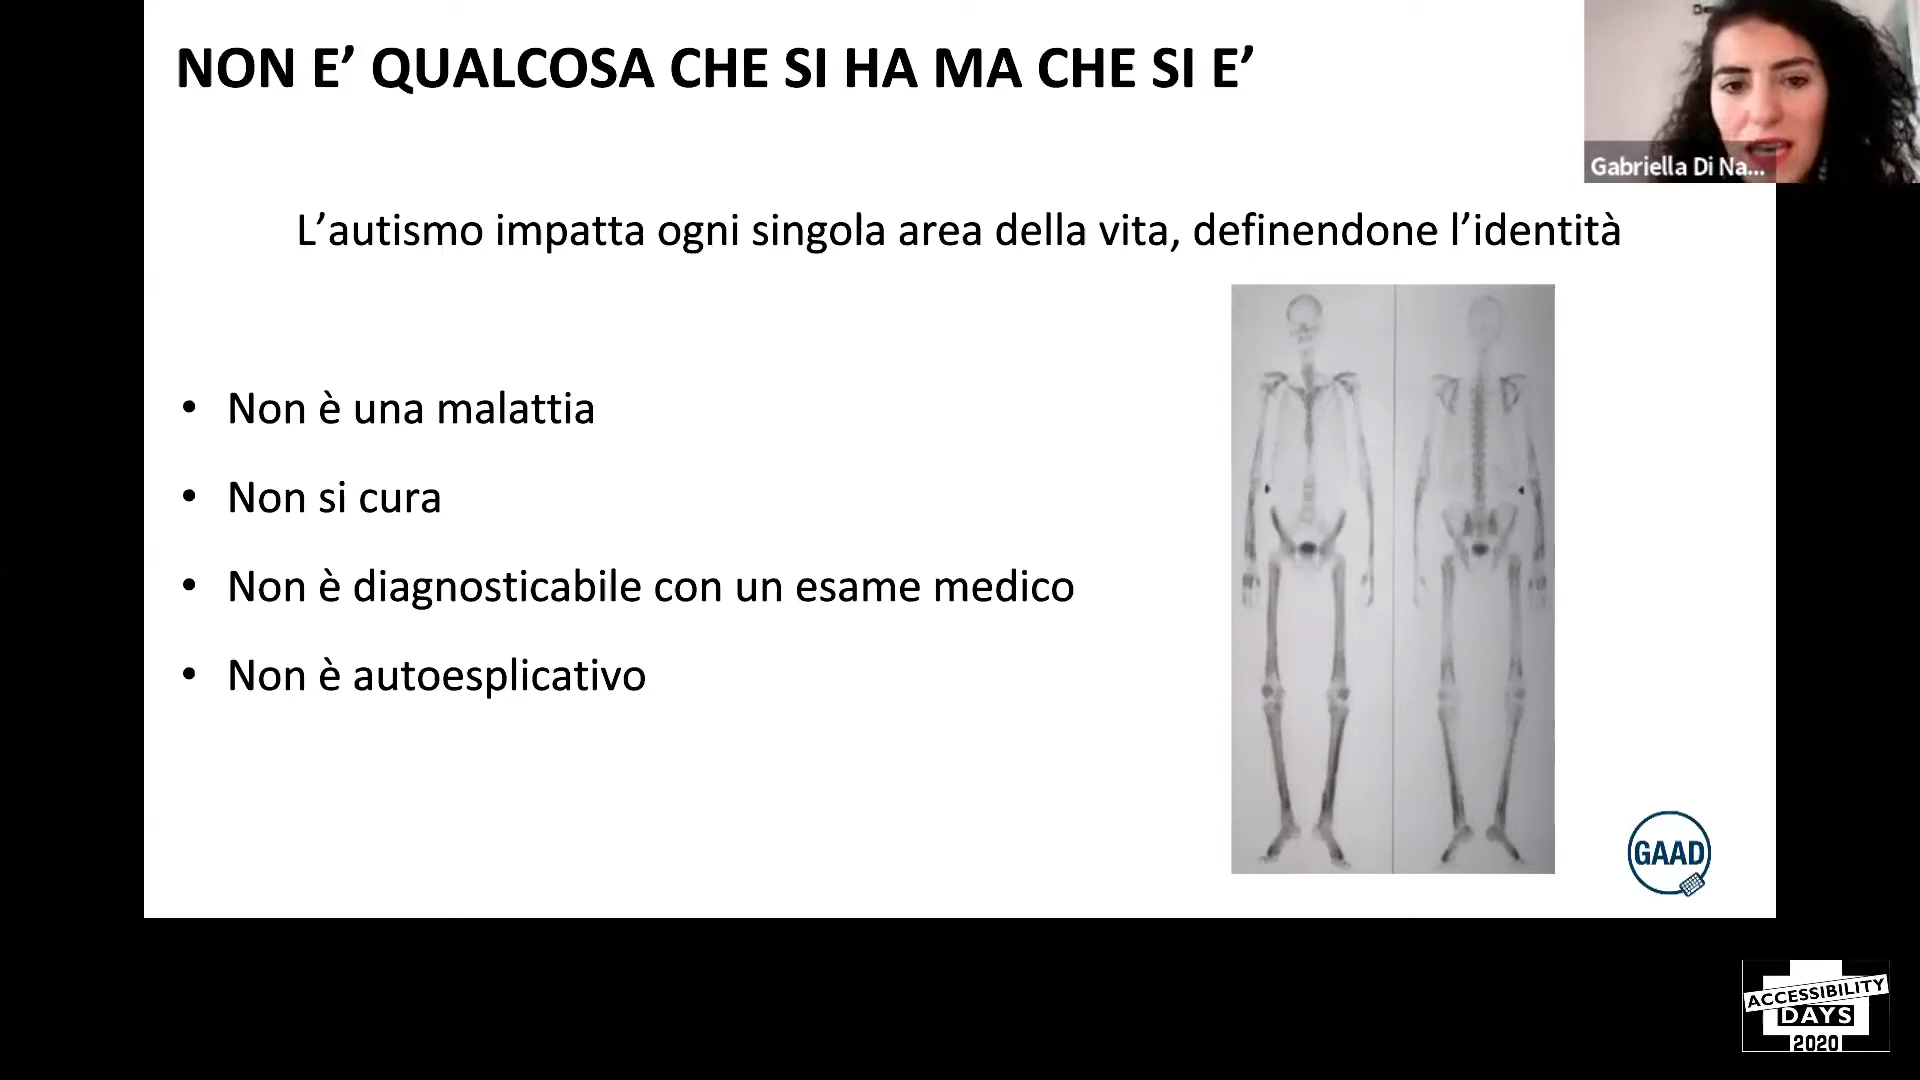 NON E’ QUALCOSA CHE SI HA MA CHE SI E’
Gabriella Di Na...
L’autismo impatta ogni singola area della vita, definendone l’identità
• Non è una malattia
• Non si cura
• Non è diagnosticabile con un esame medico
• Non è autoesplicativo
GAAD
ACCESSIBILITY
DAYS
2020